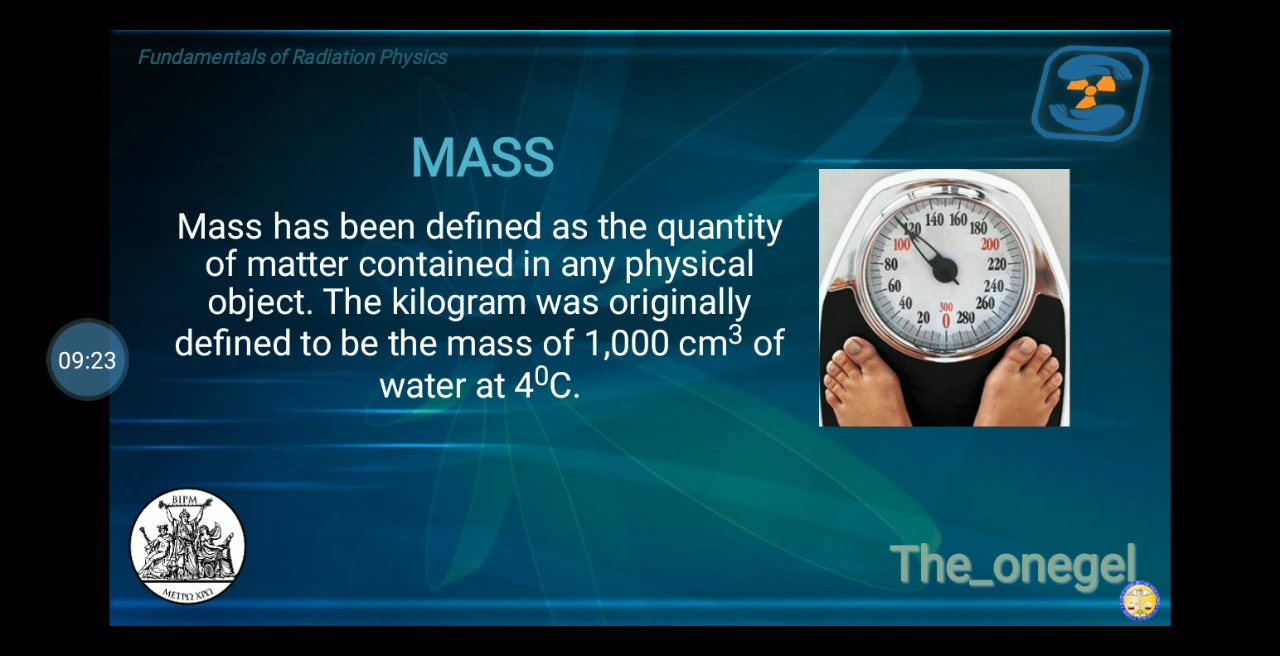 Fundamentals of Radiation Physics
MASS
Mass has been defined as the quantity
of matter contained in any physical
object. The kilogram was originally
defined to be the mass of 1,000 cm³ of
water at 4⁰C.
09:23
140 160
120 180
100 200
80 220
60 240
40 260
300
20 0 280
BIPM
ΜΕΤΡΩ ΧΡΩ
The_onegel